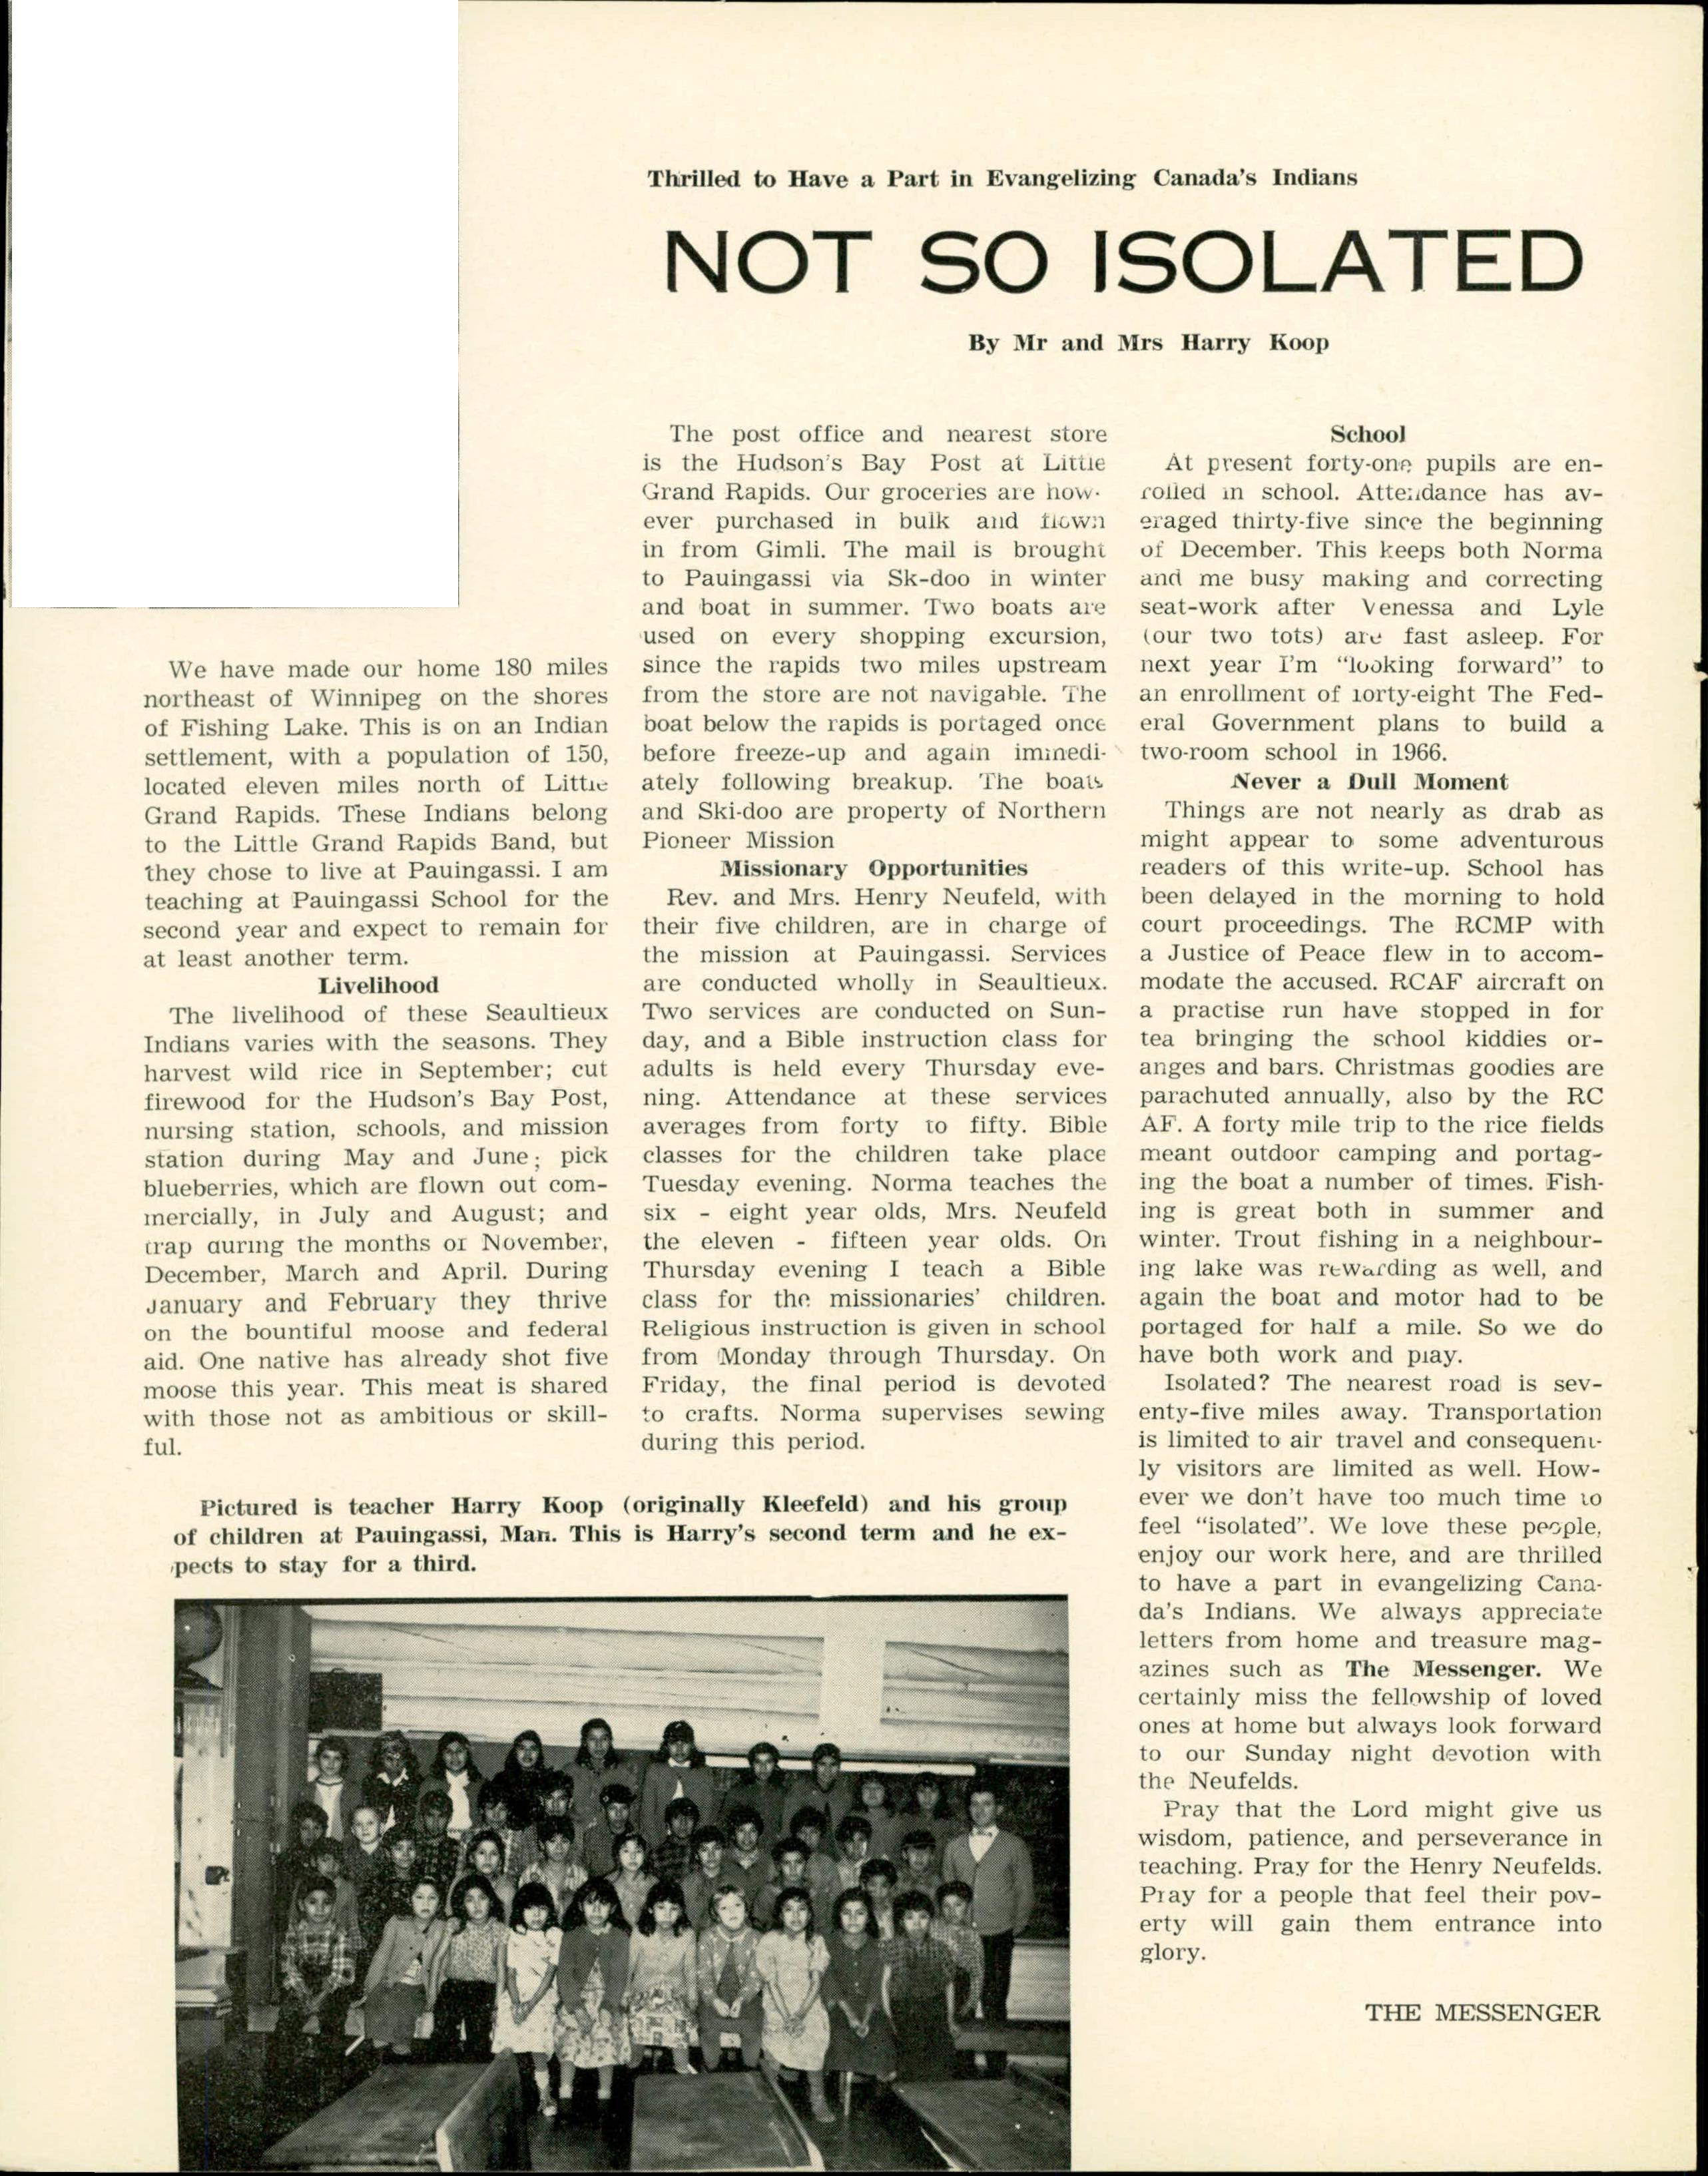 Thrilled to Have a Part in Evangelizing Canada's Indians
NOT SO ISOLATED
By Mr and Mrs Harry Koop
We have made our home 180 miles
northeast of Winnipeg on the shores
of Fishing Lake. This is on an Indian
settlement, with a population of 150,
located eleven miles north of Little
Grand Rapids. These Indians belong
to the Little Grand Rapids Band, but
they chose to live at Pauingassi. I am
teaching at Pauingassi School for the
second year and expect to remain for
at least another term.
Livelihood
The livelihood of these Seaultieux
Indians varies with the seasons. They
harvest wild rice in September; cut
firewood for the Hudson's Bay Post,
nursing station, schools, and mission
station during May and June; pick
blueberries, which are flown out com-
mercially, in July and August; and
trap during the months of November,
December, March and April. During
January and February they thrive
on the bountiful moose and federal
aid. One native has already shot five
moose this year. This meat is shared
with those not as ambitious or skill-
ful.
The post office and nearest store
is the Hudson's Bay Post at Little
Grand Rapids. Our groceries are how-
ever purchased in bulk and flown
in from Gimli. The mail is brought
to Pauingassi via Sk-doo in winter
and boat in summer. Two boats are
used on every shopping excursion,
since the rapids two miles upstream
from the store are not navigable. The
boat below the rapids is portaged once
before freeze-up and again immedi-
ately following breakup. The boats
and Ski-doo are property of Northern
Pioneer Mission
Missionary Opportunities
Rev. and Mrs. Henry Neufeld, with
their five children, are in charge of
the mission at Pauingassi. Services
are conducted wholly in Seaultieux.
Two services are conducted on Sun-
day, and a Bible instruction class for
adults is held every Thursday eve-
ning. Attendance at these services
averages from forty to fifty. Bible
classes for the children take place
Tuesday evening. Norma teaches the
six - eight year olds, Mrs. Neufeld
the eleven - fifteen year olds. On
Thursday evening I teach a Bible
class for the missionaries' children.
Religious instruction is given in school
from Monday through Thursday. On
Friday, the final period is devoted
to crafts. Norma supervises sewing
during this period.
School
At present forty-one pupils are en-
rolled in school. Attendance has av-
eraged thirty-five since the beginning
of December. This keeps both Norma
and me busy making and correcting
seat-work after Venessa and Lyle
(our two tots) are fast asleep. For
next year I'm "looking forward" to
an enrollment of forty-eight The Fed-
eral Government plans to build a
two-room school in 1966.
Never a Dull Moment
Things are not nearly as drab as
might appear to some adventurous
readers of this write-up. School has
been delayed in the morning to hold
court proceedings. The RCMP with
a Justice of Peace flew in to accom-
modate the accused. RCAF aircraft on
a practise run have stopped in for
tea bringing the school kiddies or-
anges and bars. Christmas goodies are
parachuted annually, also by the RC
AF. A forty mile trip to the rice fields
meant outdoor camping and portag-
ing the boat a number of times. Fish-
ing is great both in summer and
winter. Trout fishing in a neighbour-
ing lake was rewarding as well, and
again the boat and motor had to be
portaged for half a mile. So we do
have both work and play.
Isolated? The nearest road is sev-
enty-five miles away. Transportation
is limited to air travel and consequent-
ly visitors are limited as well. How-
ever we don't have too much time to
feel "isolated". We love these people,
enjoy our work here, and are thrilled
to have a part in evangelizing Cana-
da's Indians. We always appreciate
letters from home and treasure mag-
azines such as The Messenger. We
certainly miss the fellowship of loved
ones at home but always look forward
to our Sunday night devotion with
the Neufelds.
Pray that the Lord might give us
wisdom, patience, and perseverance in
teaching. Pray for the Henry Neufelds.
Pray for a people that feel their pov-
erty will gain them entrance into
glory.
Pictured is teacher Harry Koop (originally Kleefeld) and his group
of children at Pauingassi, Man. This is Harry's second term and he ex-
pects to stay for a third.
THE MESSENGER